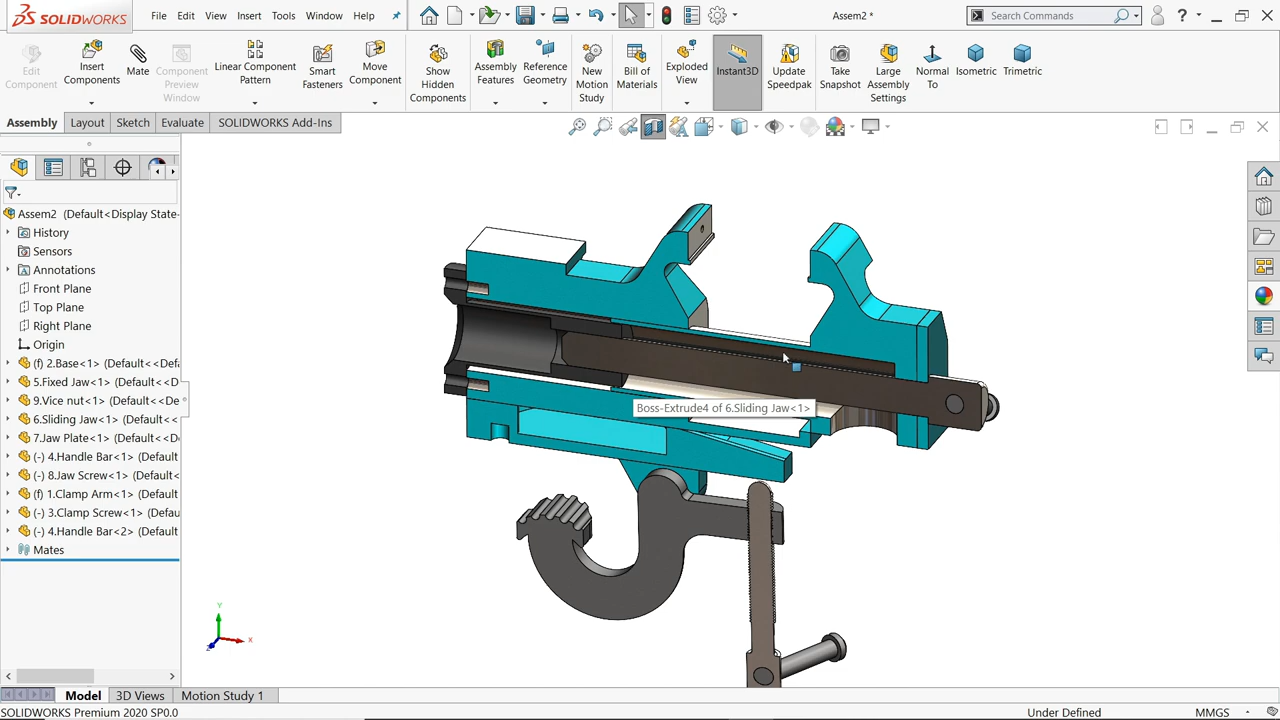 SOLIDWORKS
File Edit View Insert Tools Window Help
Assem2 *
Search Commands
?
Edit Component
Insert Components
Mate
Component Preview Window
Linear Component Pattern
Smart Fasteners
Move Component
Show Hidden Components
Assembly Features
Reference Geometry
New Motion Study
Bill of Materials
Exploded View
Instant3D
Update Speedpak
Take Snapshot
Large Assembly Settings
Normal To
Isometric
Trimetric
Assembly Layout Sketch Evaluate SOLIDWORKS Add-Ins
Assem2 (Default<Display State-
History
Sensors
Annotations
Front Plane
Top Plane
Right Plane
Origin
(f) 2.Base<1> (Default<<Def
5.Fixed Jaw<1> (Default<<D
9.Vice nut<1> (Default<<De
6.Sliding Jaw<1> (Default<<
7.Jaw Plate<1> (Default<<D
(-) 4.Handle Bar<1> (Default
(-) 8.Jaw Screw<1> (Default<
(f) 1.Clamp Arm<1> (Default
(-) 3.Clamp Screw<1> (Defau
(-) 4.Handle Bar<2> (Default
Mates
Boss-Extrude4 of 6.Sliding Jaw<1>
Y
X
Z
Model 3D Views Motion Study 1
SOLIDWORKS Premium 2020 SP0.0
Under Defined
MMGS